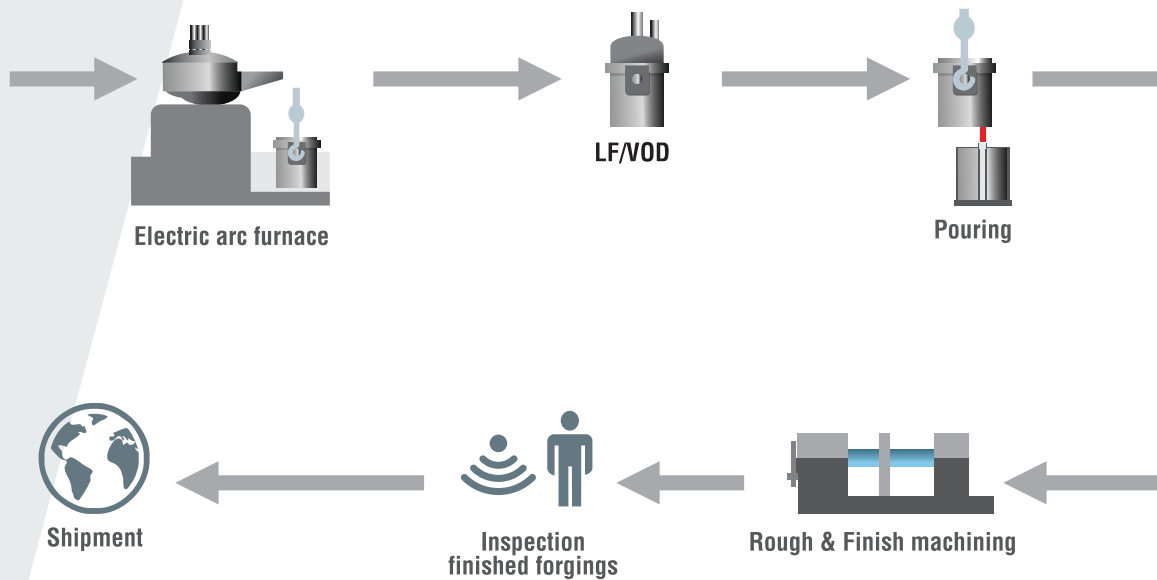 Electric arc furnace
LF/VOD
Pouring
Shipment
Inspection
finished forgings
Rough & Finish machining